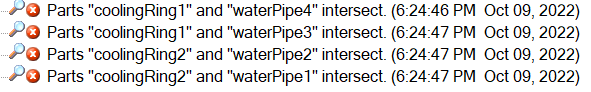 Parts "coolingRing1" and "waterPipe4" intersect. (6:24:46 PM  Oct 09, 2022)
Parts "coolingRing1" and "waterPipe3" intersect. (6:24:47 PM  Oct 09, 2022)
Parts "coolingRing2" and "waterPipe2" intersect. (6:24:47 PM  Oct 09, 2022)
Parts "coolingRing2" and "waterPipe1" intersect. (6:24:47 PM  Oct 09, 2022)